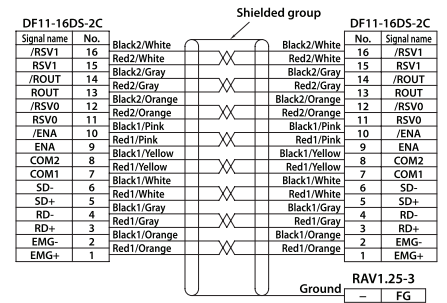 Shielded group
DF11-16DS-2C DF11-16DS-2C
Signal name No. No. Signal name
/RSV1 16 Black2/White Black2/White 16 /RSV1
RSV1 15 Red2/White Red2/White 15 RSV1
/ROUT 14 Black2/Gray Black2/Gray 14 /ROUT
ROUT 13 Red2/Gray Red2/Gray 13 ROUT
/RSV0 12 Black2/Orange Black2/Orange 12 /RSV0
RSV0 11 Red2/Orange Red2/Orange 11 RSV0
/ENA 10 Black1/Pink Black1/Pink 10 /ENA
ENA 9 Red1/Pink Red1/Pink 9 ENA
COM2 8 Black1/Yellow Black1/Yellow 8 COM2
COM1 7 Red1/Yellow Red1/Yellow 7 COM1
SD- 6 Black1/White Black1/White 6 SD-
SD+ 5 Red1/White Red1/White 5 SD+
RD- 4 Black1/Gray Black1/Gray 4 RD-
RD+ 3 Red1/Gray Red1/Gray 3 RD+
EMG- 2 Black1/Orange Black1/Orange 2 EMG-
EMG+ 1 Red1/Orange Red1/Orange 1 EMG+
RAV1.25-3
Ground – FG